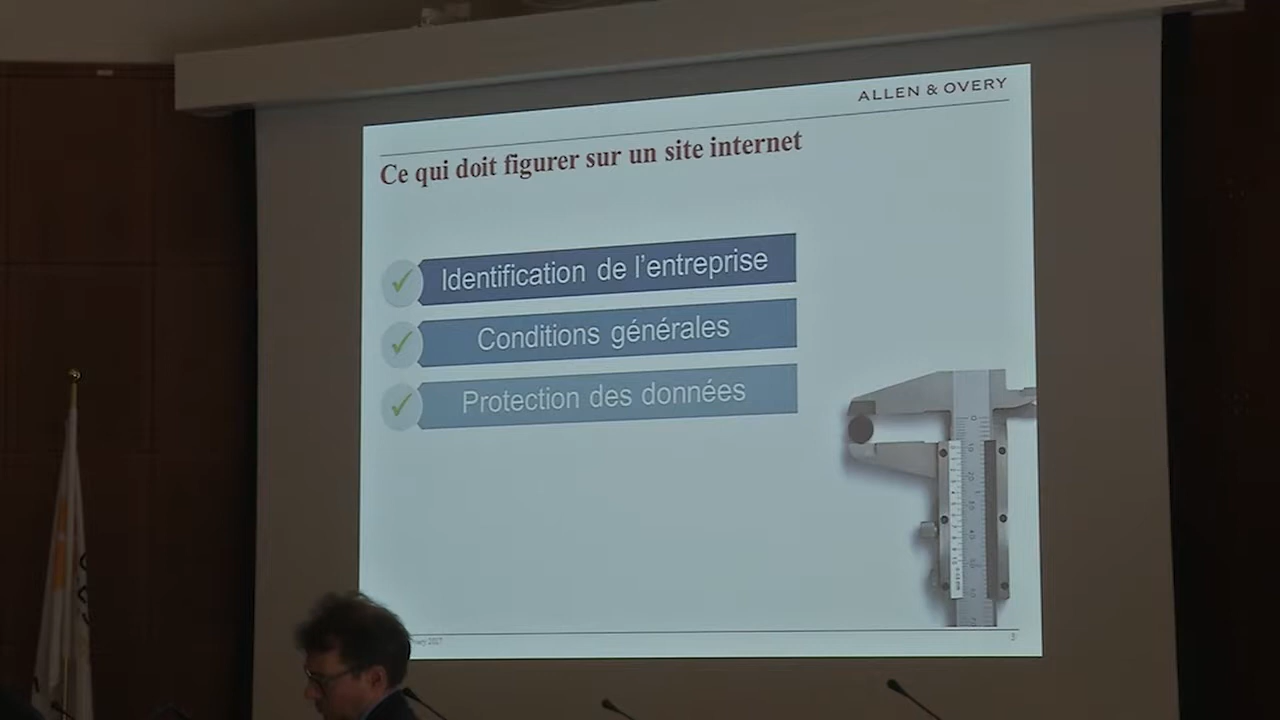 ALLEN & OVERY
Ce qui doit figurer sur un site internet
Identification de l'entreprise
Conditions générales
Protection des données